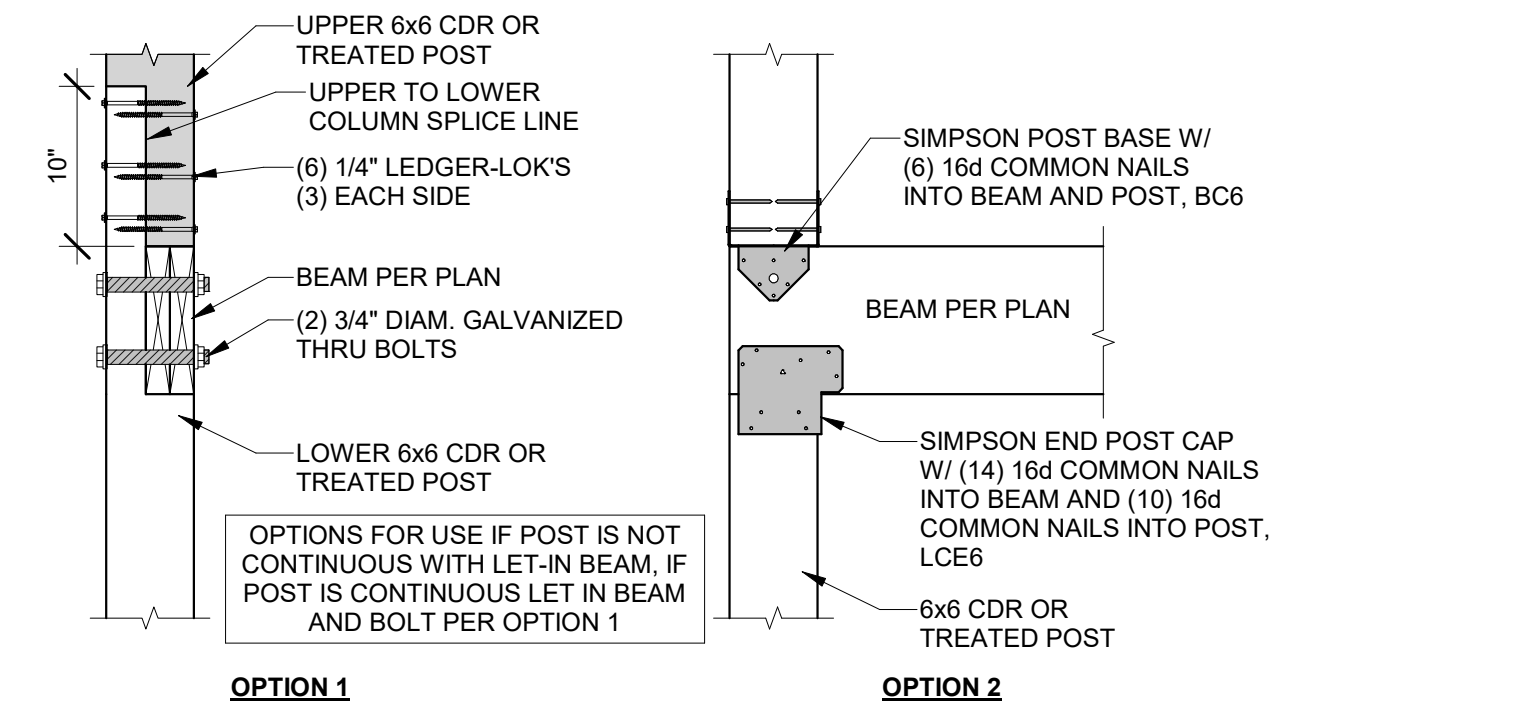 UPPER 6x6 CDR OR
TREATED POST
UPPER TO LOWER
COLUMN SPLICE LINE
10"
(6) 1/4" LEDGER-LOK'S
(3) EACH SIDE
BEAM PER PLAN
(2) 3/4" DIAM. GALVANIZED
THRU BOLTS
LOWER 6x6 CDR OR
TREATED POST
OPTIONS FOR USE IF POST IS NOT
CONTINUOUS WITH LET-IN BEAM, IF
POST IS CONTINUOUS LET IN BEAM
AND BOLT PER OPTION 1
OPTION 1
SIMPSON POST BASE W/
(6) 16d COMMON NAILS
INTO BEAM AND POST, BC6
BEAM PER PLAN
SIMPSON END POST CAP
W/ (14) 16d COMMON NAILS
INTO BEAM AND (10) 16d
COMMON NAILS INTO POST,
LCE6
6x6 CDR OR
TREATED POST
OPTION 2